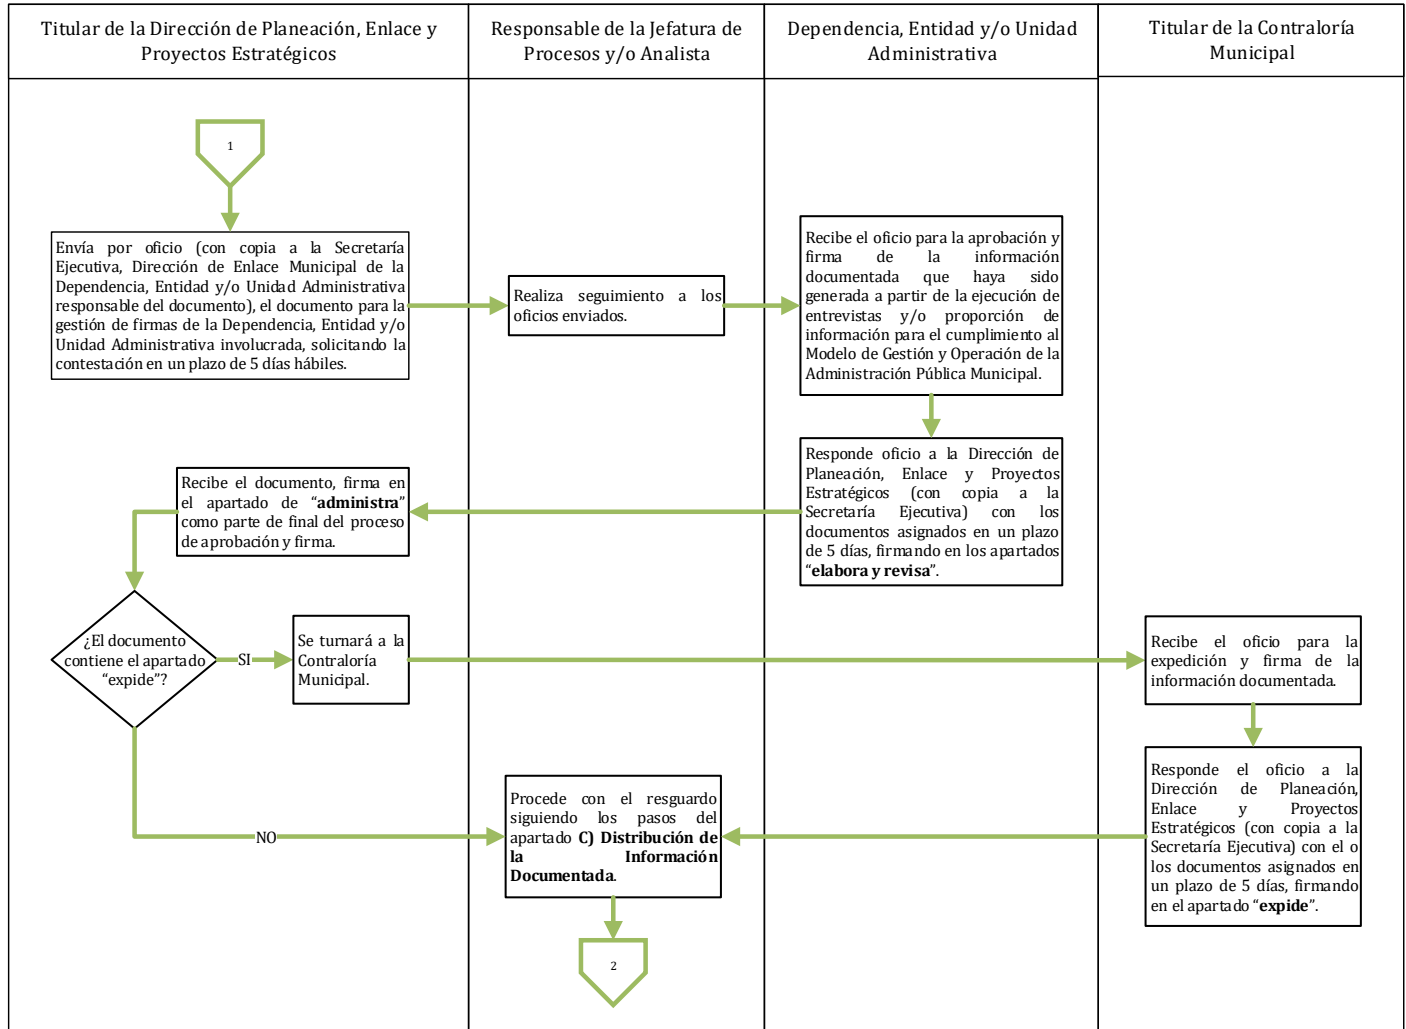 Titular de la Dirección de Planeación, Enlace y
Proyectos Estratégicos
Responsable de la Jefatura de
Procesos y/o Analista
Dependencia, Entidad y/o Unidad
Administrativa
Titular de la Contraloría
Municipal
1
Envía por oficio (con copia a la Secretaría
Ejecutiva, Dirección de Enlace Municipal de la
Dependencia, Entidad y/o Unidad Administrativa
responsable del documento), el documento para la
gestión de firmas de la Dependencia, Entidad y/o
Unidad Administrativa involucrada, solicitando la
contestación en un plazo de 5 días hábiles.
Realiza seguimiento a los
oficios enviados.
Recibe el oficio para la aprobación y
firma de la información
documentada que haya sido
generada a partir de la ejecución de
entrevistas y/o proporción de
información para el cumplimiento al
Modelo de Gestión y Operación de la
Administración Pública Municipal.
Responde oficio a la Dirección de
Planeación, Enlace y Proyectos
Estratégicos (con copia a la
Secretaría Ejecutiva) con los
documentos asignados en un plazo
de 5 días, firmando en los apartados
“elabora y revisa”.
Recibe el documento, firma en
el apartado de “administra”
como parte de final del proceso
de aprobación y firma.
¿El documento
contiene el apartado
“expide”?
SI
Se turnará a la
Contraloría
Municipal.
Recibe el oficio para la
expedición y firma de la
información documentada.
Responde el oficio a la
Dirección de Planeación,
Enlace y Proyectos
Estratégicos (con copia a la
Secretaría Ejecutiva) con el o
los documentos asignados en
un plazo de 5 días, firmando
en el apartado “expide”.
NO
Procede con el resguardo
siguiendo los pasos del
apartado C) Distribución de
la Información
Documentada.
2